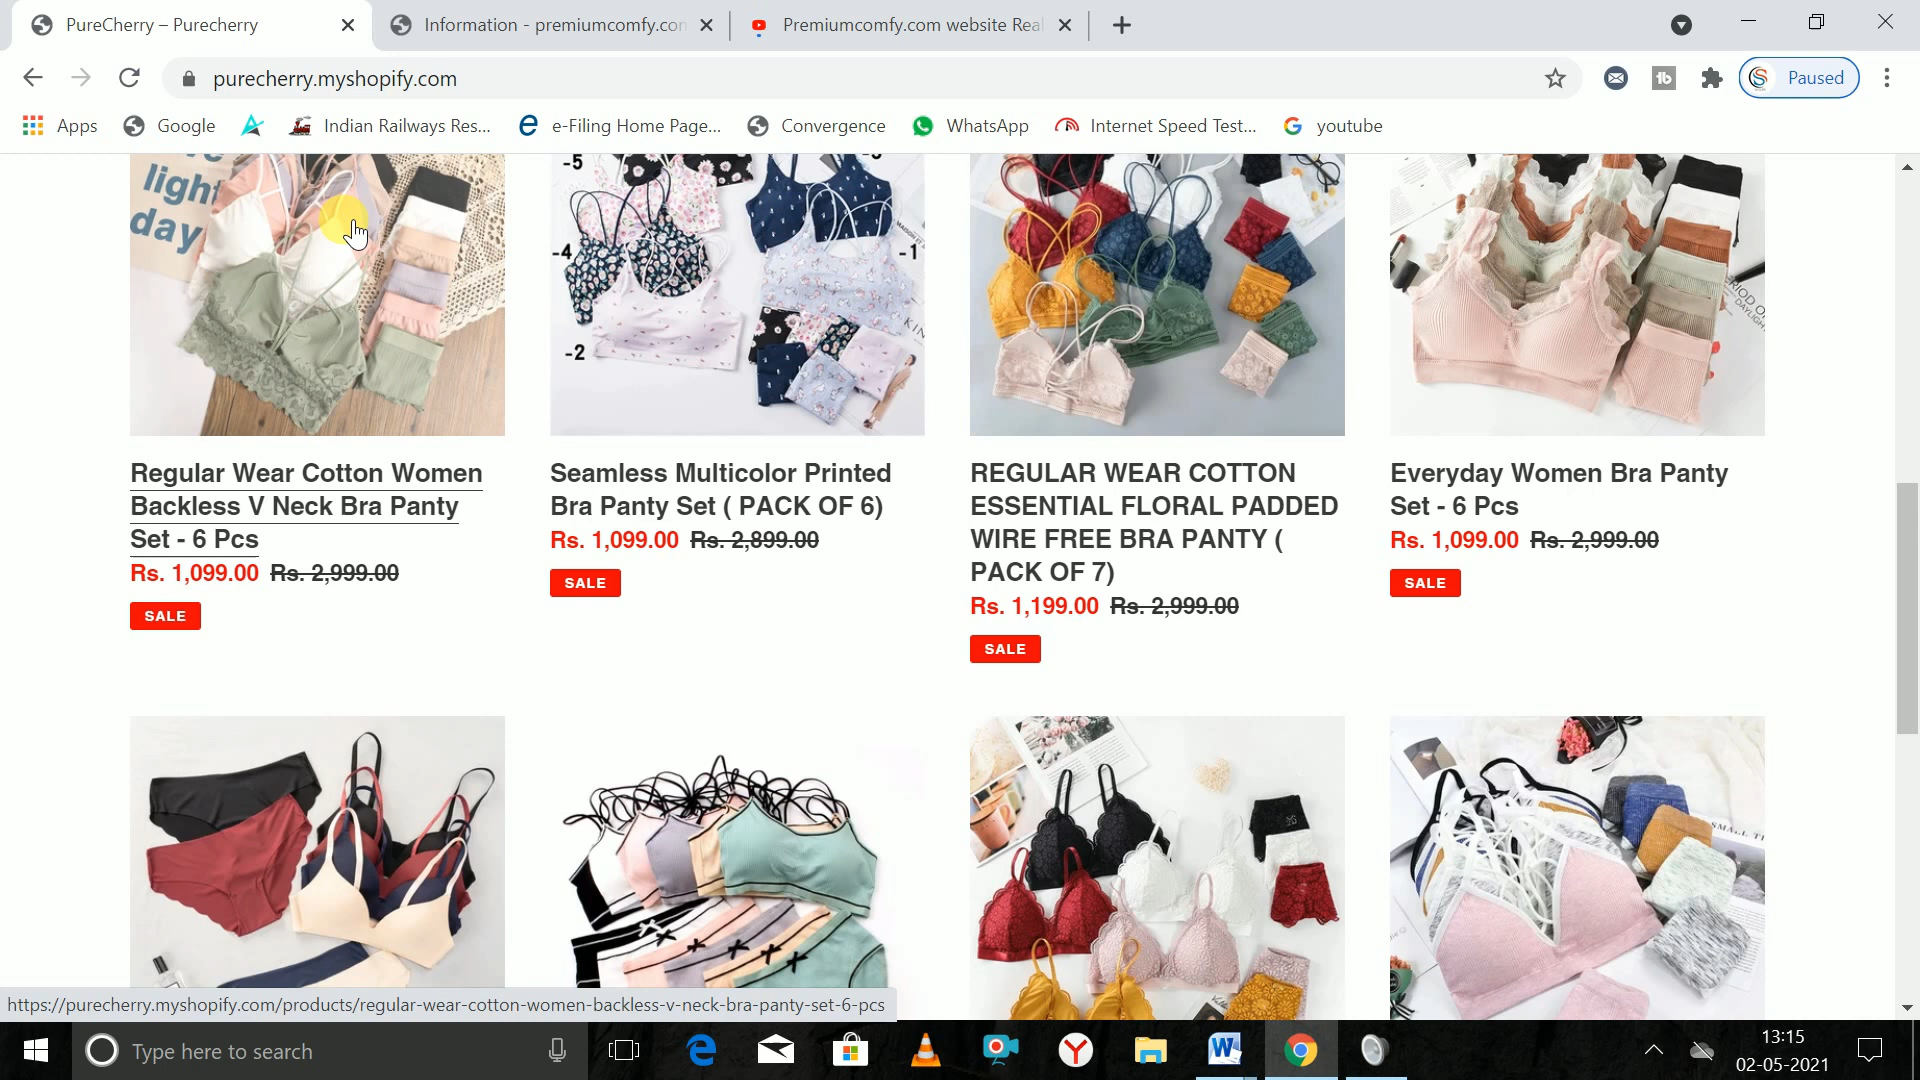 PureCherry – Purecherry
Information - premiumcomfy.com
Premiumcomfy.com website Real
purecherry.myshopify.com
Paused
Apps
Google
Indian Railways Res...
e-Filing Home Page...
Convergence
WhatsApp
Internet Speed Test...
youtube
light
day
-5
-4
-1
-2
Regular Wear Cotton Women
Backless V Neck Bra Panty
Set - 6 Pcs
Rs. 1,099.00 Rs. 2,999.00
SALE
Seamless Multicolor Printed
Bra Panty Set ( PACK OF 6)
Rs. 1,099.00 Rs. 2,899.00
SALE
REGULAR WEAR COTTON
ESSENTIAL FLORAL PADDED
WIRE FREE BRA PANTY (
PACK OF 7)
Rs. 1,199.00 Rs. 2,999.00
SALE
Everyday Women Bra Panty
Set - 6 Pcs
Rs. 1,099.00 Rs. 2,999.00
SALE
https://purecherry.myshopify.com/products/regular-wear-cotton-women-backless-v-neck-bra-panty-set-6-pcs
Type here to search
13:15
02-05-2021